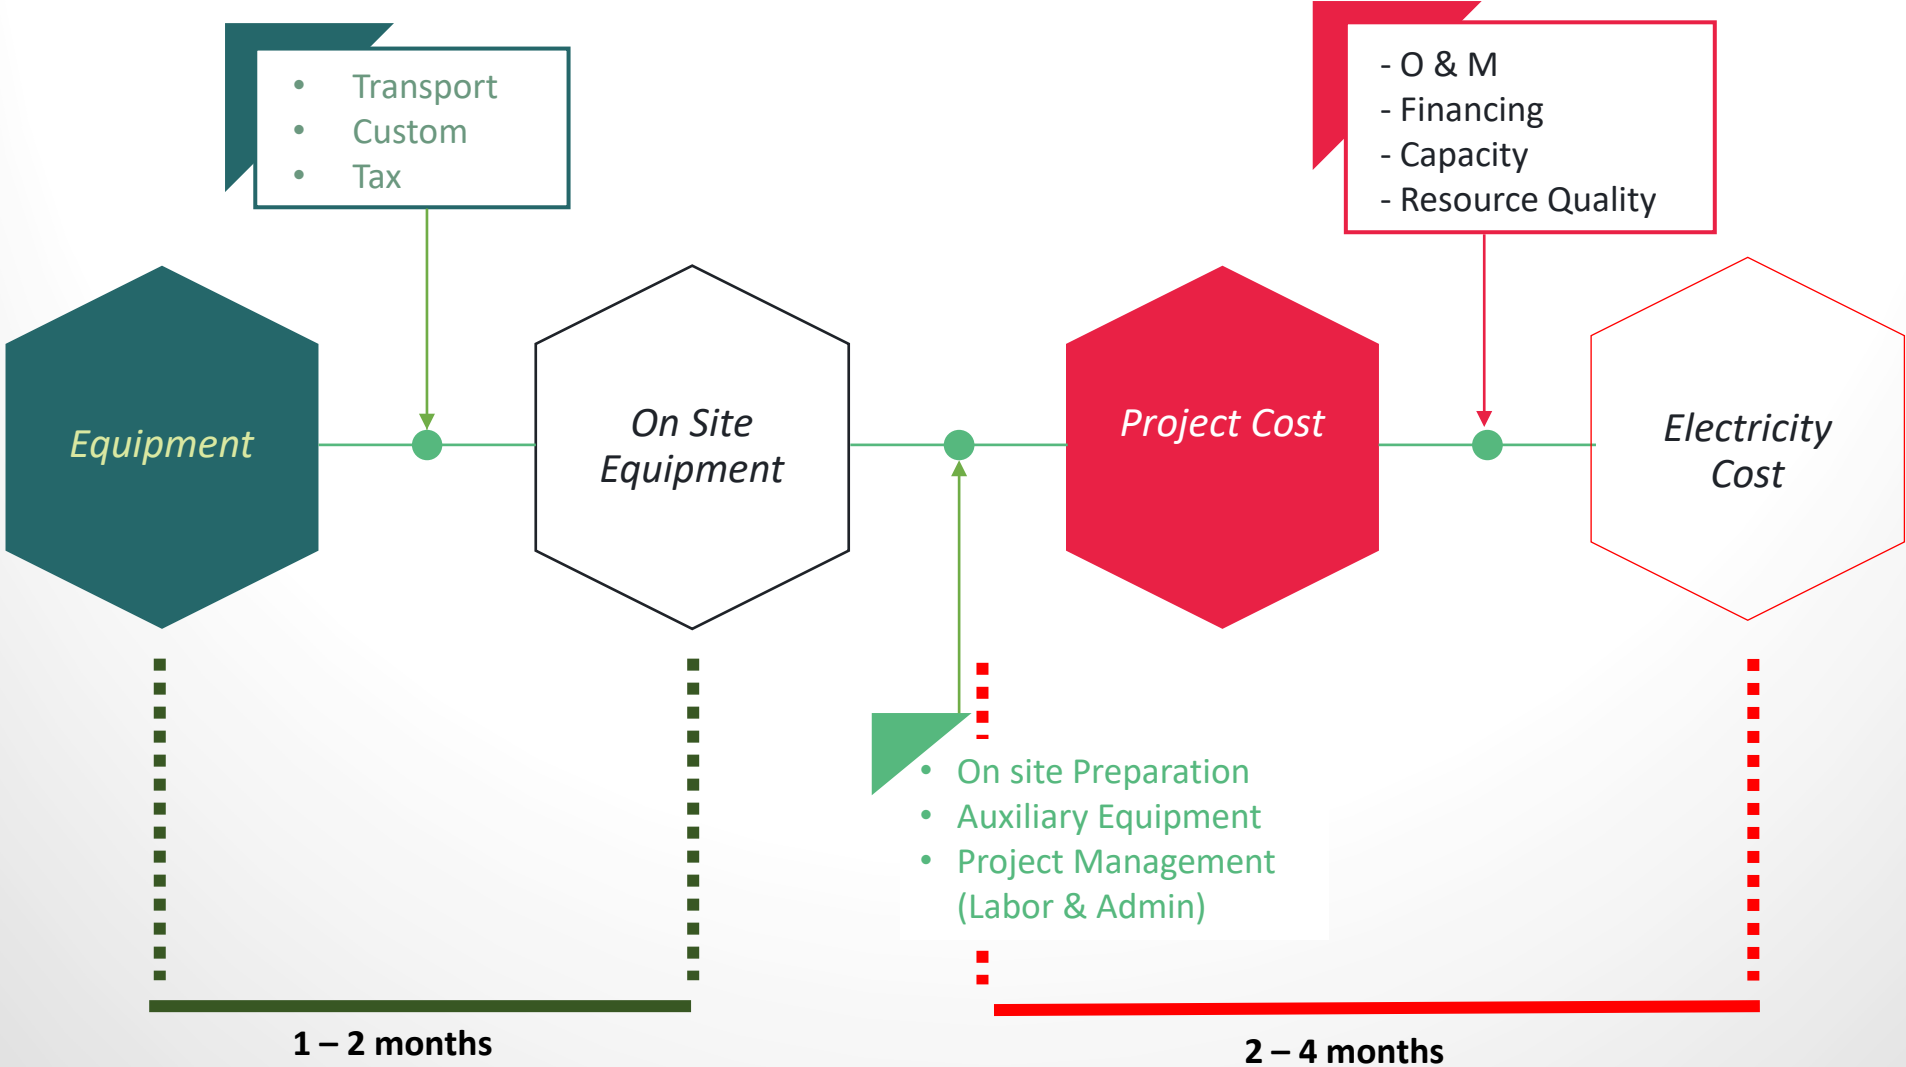 • Transport
• Custom
• Tax
- O & M
- Financing
- Capacity
- Resource Quality
Equipment
On Site
Equipment
Project Cost
Electricity
Cost
• On site Preparation
• Auxiliary Equipment
• Project Management
(Labor & Admin)
1 – 2 months
2 – 4 months